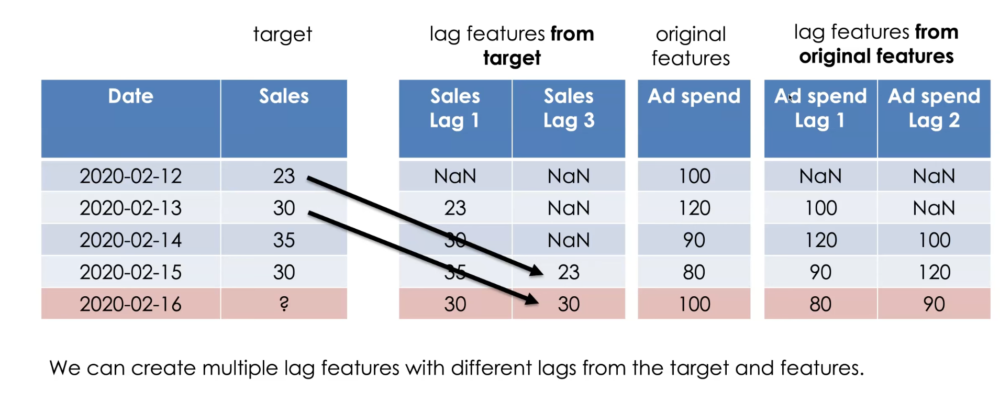 target
lag features from
target
original
features
lag features from
original features
Date Sales
Sales
Lag 1
Sales
Lag 3
Ad spend
Ad spend
Lag 1
Ad spend
Lag 2
2020-02-12 23 NaN NaN 100 NaN NaN
2020-02-13 30 23 NaN 120 100 NaN
2020-02-14 35 30 NaN 90 120 100
2020-02-15 30 35 23 80 90 120
2020-02-16 ? 30 30 100 80 90
We can create multiple lag features with different lags from the target and features.